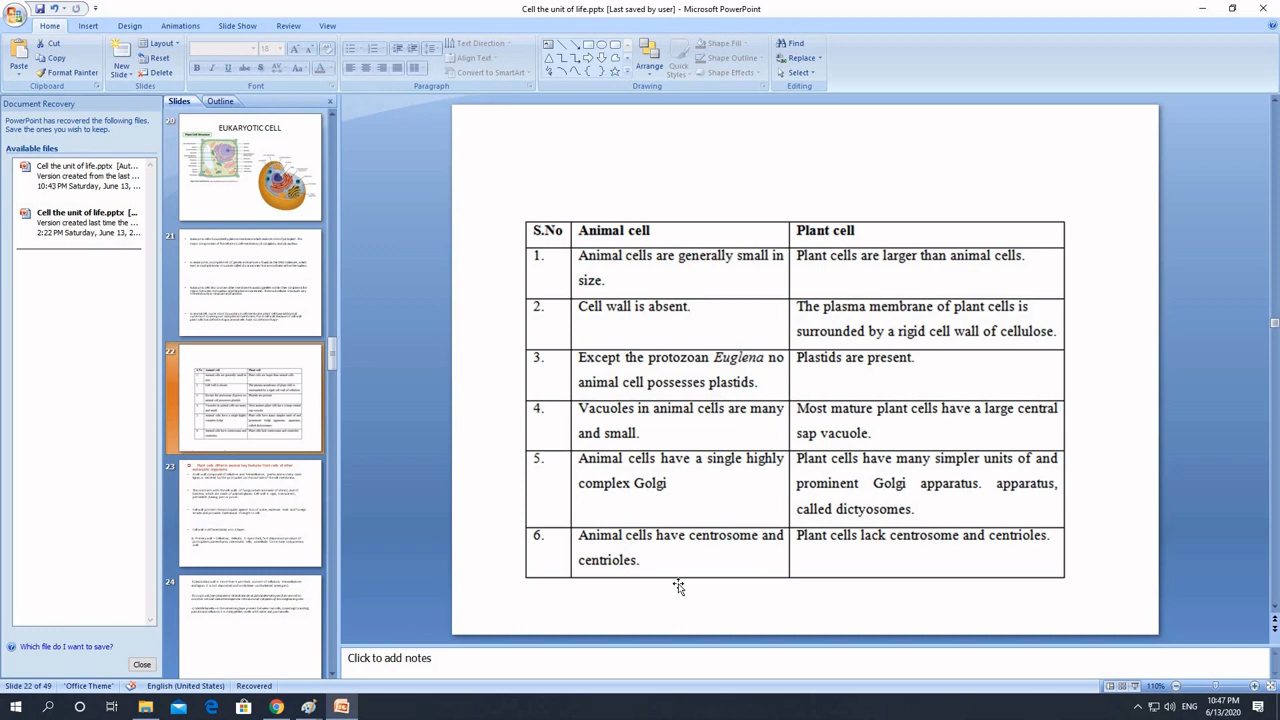 Cell the unit of life.pptx [Last saved by user] - Microsoft PowerPoint
Home Insert Design Animations Slide Show Review View
Cut
Copy
Format Painter
Paste
Clipboard
New
Slide
Layout
Reset
Delete
Slides
18
Font
Paragraph
Text Direction
Align Text
Convert to SmartArt
Arrange
Quick
Styles
Shape Fill
Shape Outline
Shape Effects
Drawing
Find
Replace
Select
Editing
Document Recovery
PowerPoint has recovered the following files.
Save the ones you wish to keep.
Available files
Cell the unit of life.pptx [Aut...
Version created from the last ...
10:43 PM Saturday, June 13, ...
Cell the unit of life.pptx [...
Version created last time the ...
2:22 PM Saturday, June 13, 2...
Which file do I want to save?
Close
Slides Outline
20
EUKARYOTIC CELL
21
22
23
24
S.No Animal cell Plant cell
1. Animal cells are generally small in Plant cells are larger than animal cells.
size.
2. Cell wall is absent. The plasma membrane of plant cells is
surrounded by a rigid cell wall of cellulose.
3. Except the protozoan Euglena no Plastids are present.
animal cell possesses plastids.
4. Vacuoles in animal cells are many Most mature plant cells have a large central
and small. sap vacuole.
5. Animal cells have a single highly Plant cells have many simpler units of and
complex Golgi prominent Golgi apparatus apparatus,
called dictyosomes.
6. Animal cells have centrosome and Plant cells lack centrosome and centrioles.
centrioles.
Click to add notes
Slide 22 of 49 "Office Theme" English (United States) Recovered 110%
ENG
10:47 PM
6/13/2020